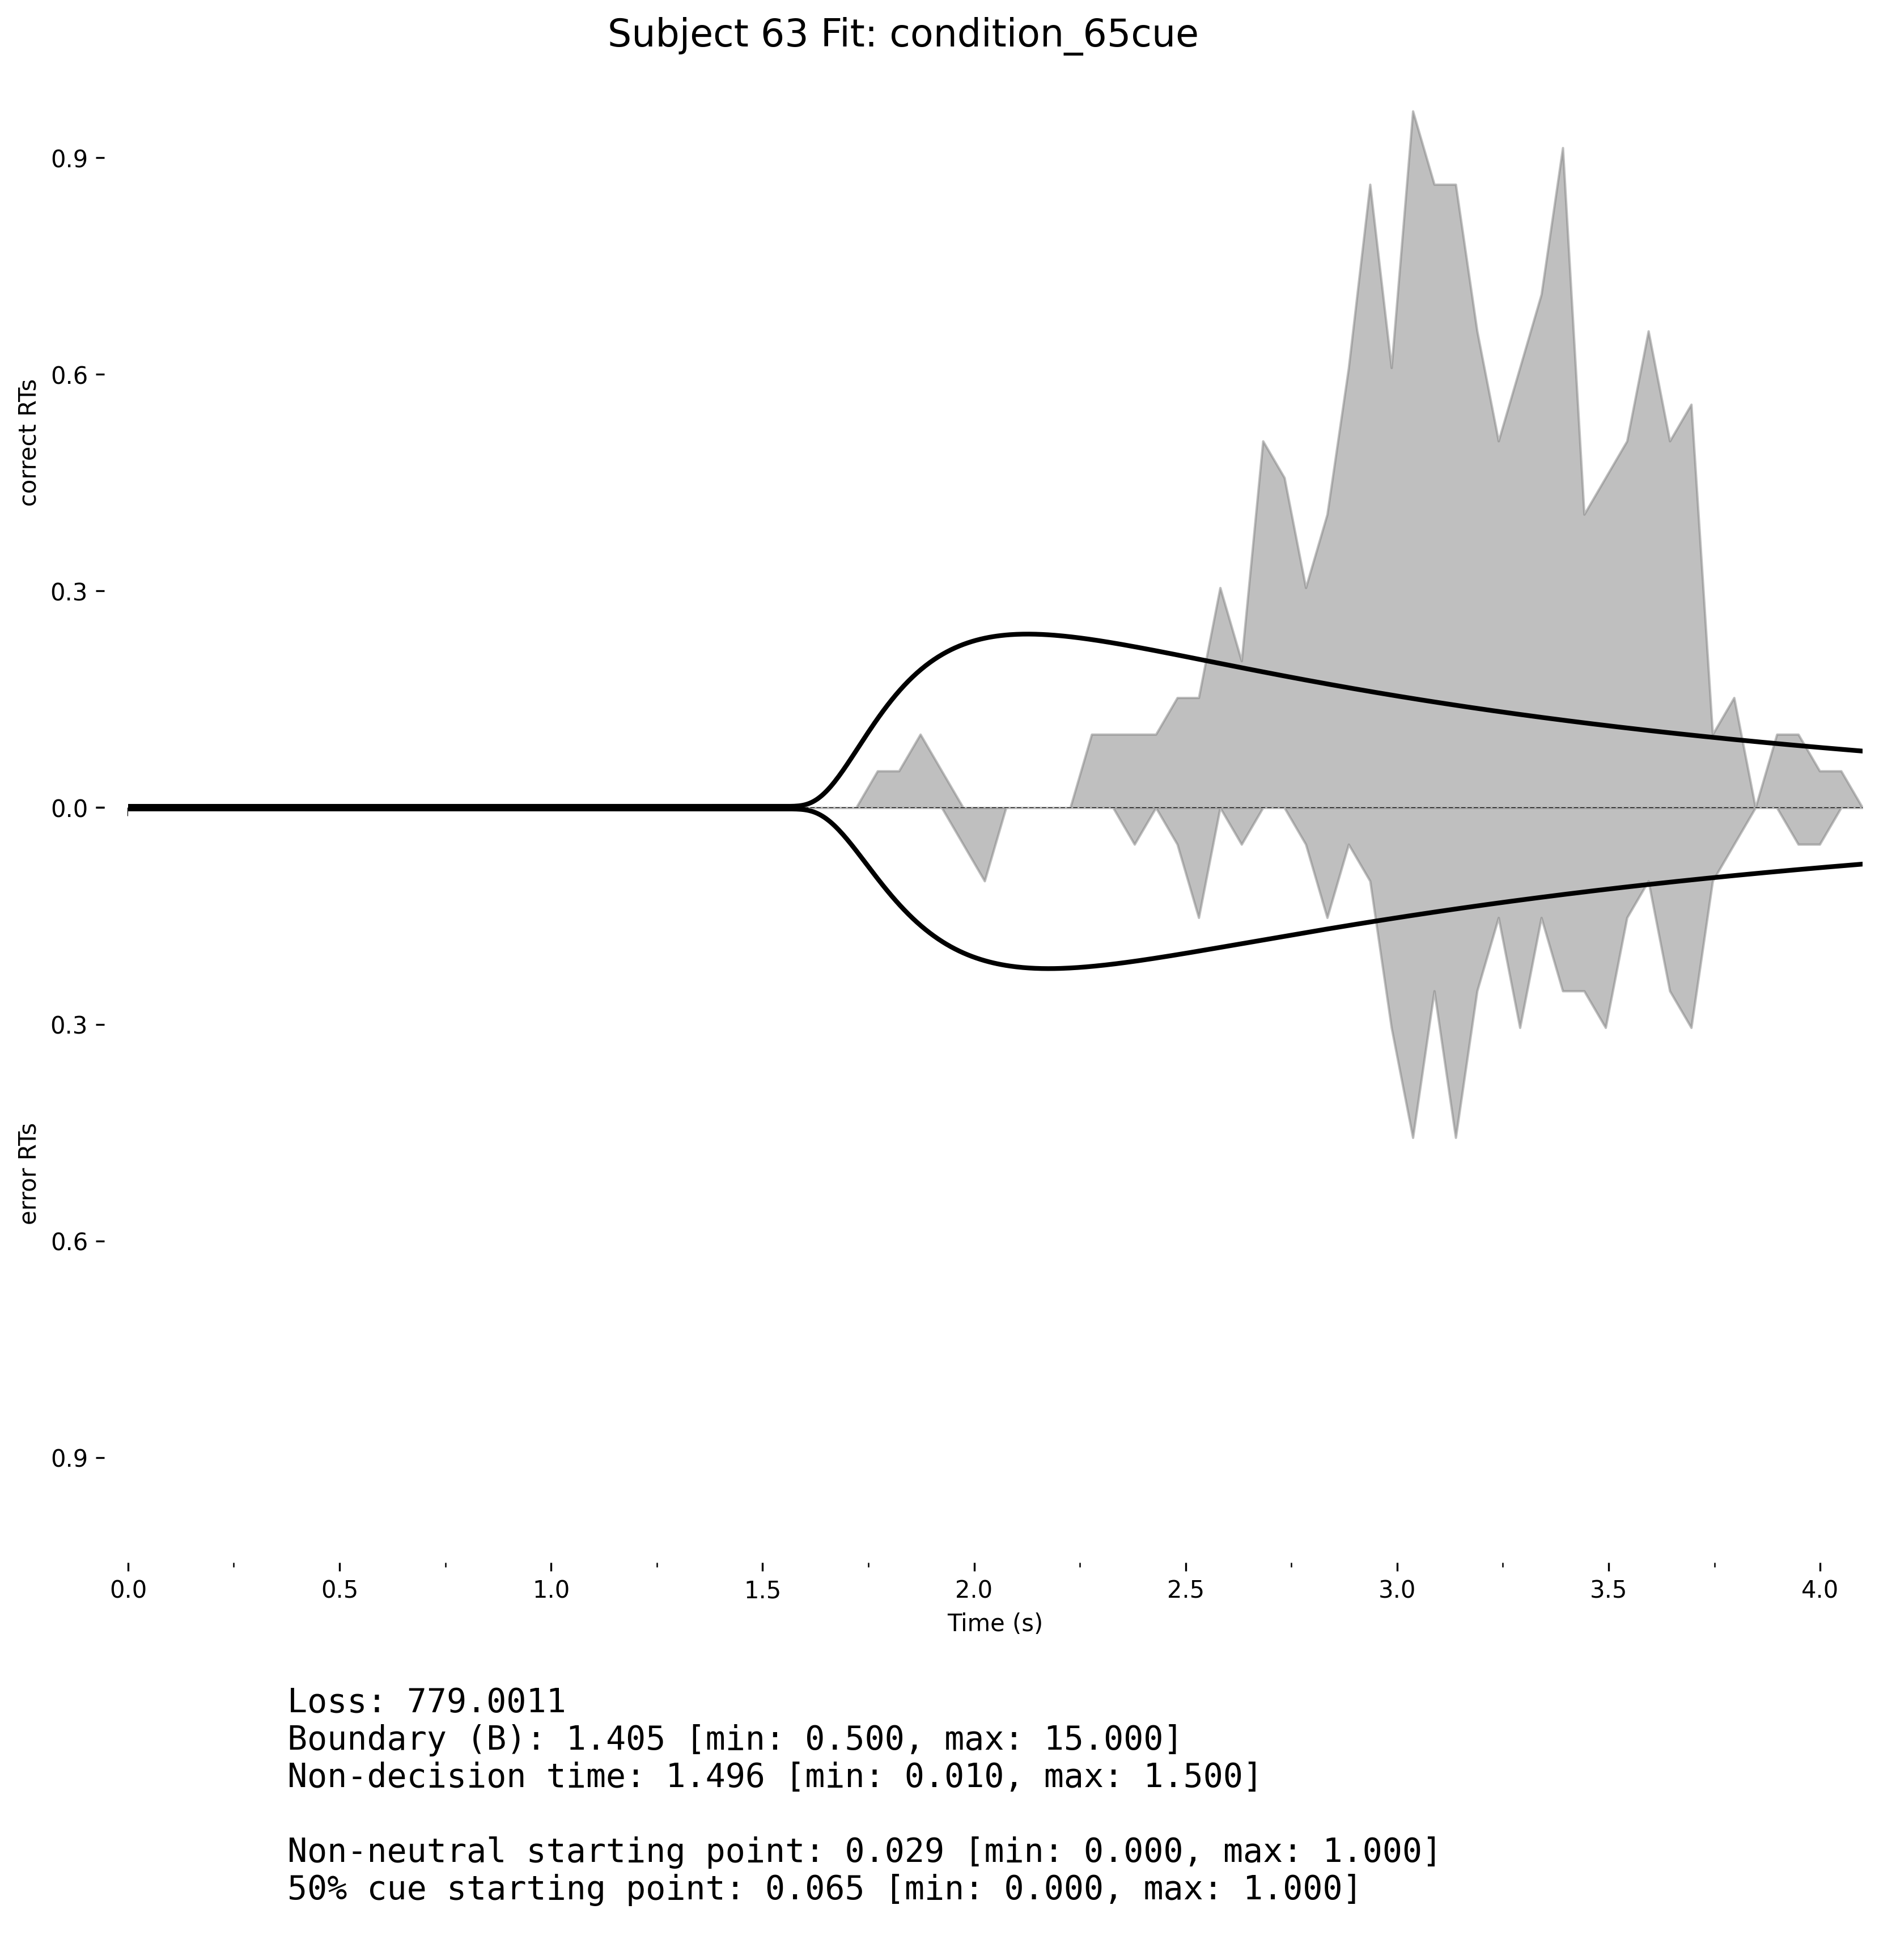 Subject 63 Fit: condition_65cue
correct RTs
error RTs
0.9
0.6
0.3
0.0
0.3
0.6
0.9
0.0 0.5 1.0 1.5 2.0 2.5 3.0 3.5 4.0
Time (s)
Loss: 779.0011
Boundary (B): 1.405 [min: 0.500, max: 15.000]
Non-decision time: 1.496 [min: 0.010, max: 1.500]
Non-neutral starting point: 0.029 [min: 0.000, max: 1.000]
50% cue starting point: 0.065 [min: 0.000, max: 1.000]